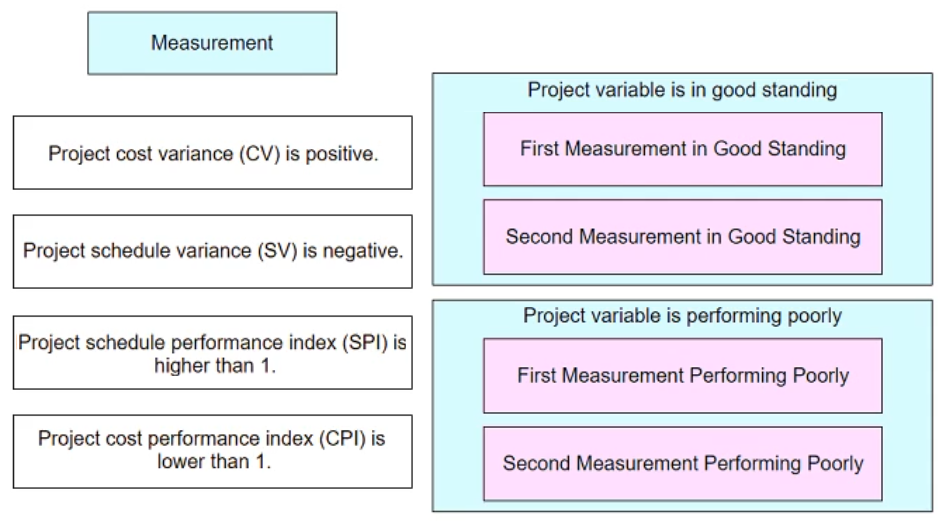 Measurement
Project cost variance (CV) is positive.
Project schedule variance (SV) is negative.
Project schedule performance index (SPI) is
higher than 1.
Project cost performance index (CPI) is
lower than 1.
Project variable is in good standing
First Measurement in Good Standing
Second Measurement in Good Standing
Project variable is performing poorly
First Measurement Performing Poorly
Second Measurement Performing Poorly